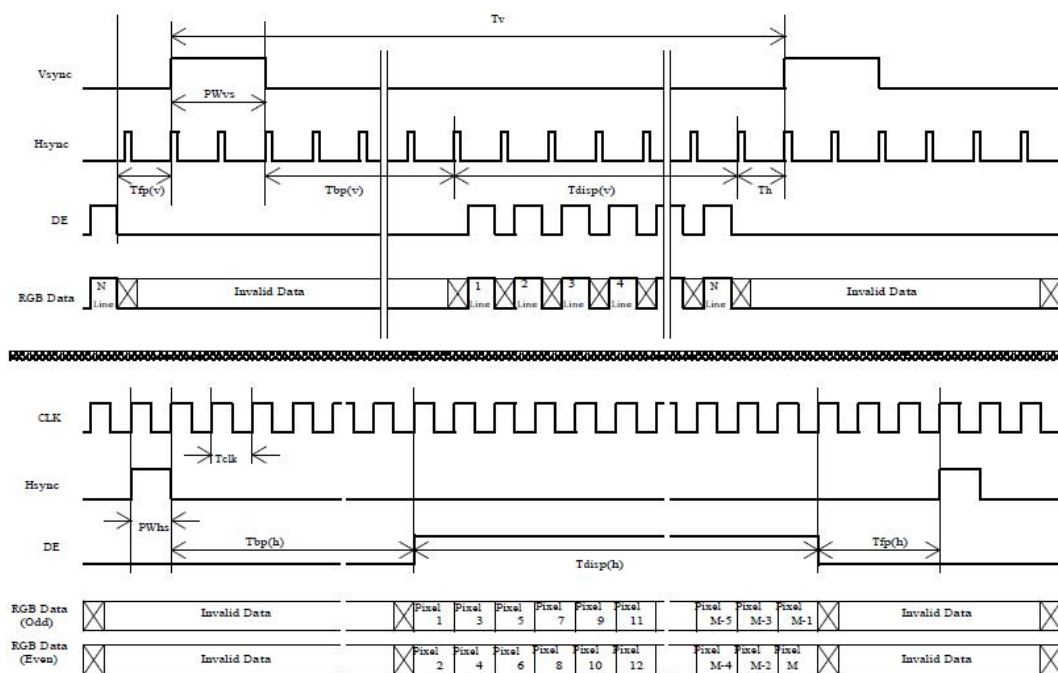 Tv
Vsync
PWvs
Hsync
Tfp(v) Tbp(v) Tdisp(v) Th
DE
RGB Data N Line Invalid Data 1 Line 2 Line 3 Line 4 Line N Line Invalid Data
CLK
Tclk
Hsync
PWhs
DE Tbp(h) Tdisp(h) Tfp(h)
RGB Data (Odd) Invalid Data Pixel 1 Pixel 3 Pixel 5 Pixel 7 Pixel 9 Pixel 11 Pixel M-5 Pixel M-3 Pixel M-1 Invalid Data
RGB Data (Even) Invalid Data Pixel 2 Pixel 4 Pixel 6 Pixel 8 Pixel 10 Pixel 12 Pixel M-4 Pixel M-2 Pixel M Invalid Data